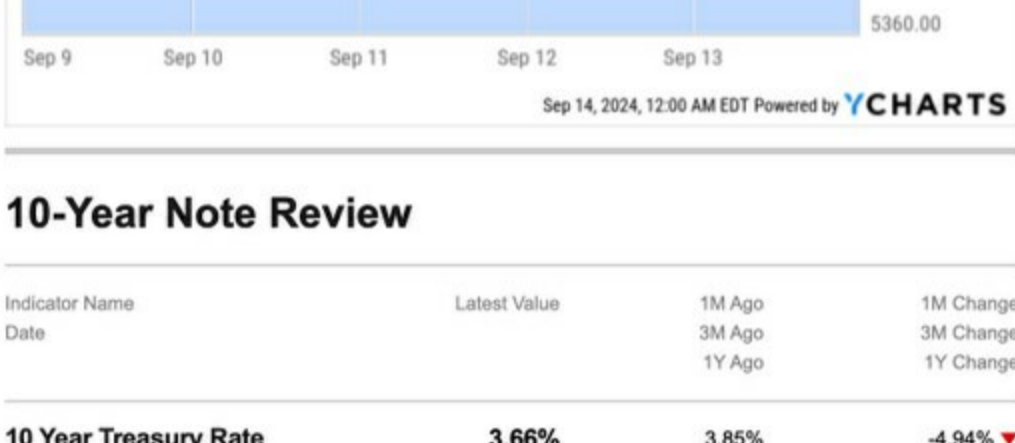 5360.00
Sep 9 Sep 10 Sep 11 Sep 12 Sep 13
Sep 14, 2024, 12:00 AM EDT Powered by YCHARTS
10-Year Note Review
Indicator Name Latest Value 1M Ago 1M Change
Date 3M Ago 3M Change
1Y Ago 1Y Change
10 Year Treasury Rate 3.66% 3.85% -4.94%